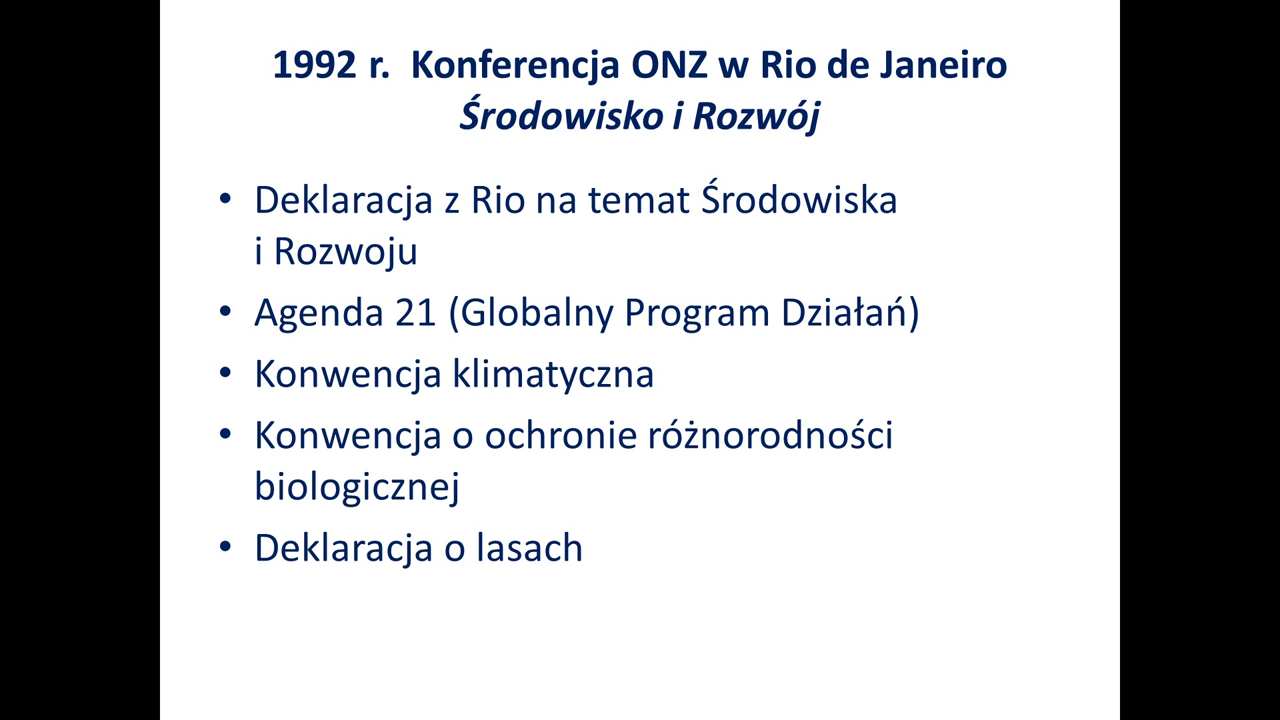 1992 r.  Konferencja ONZ w Rio de Janeiro
Środowisko i Rozwój
• Deklaracja z Rio na temat Środowiska
i Rozwoju
• Agenda 21 (Globalny Program Działań)
• Konwencja klimatyczna
• Konwencja o ochronie różnorodności
biologicznej
• Deklaracja o lasach